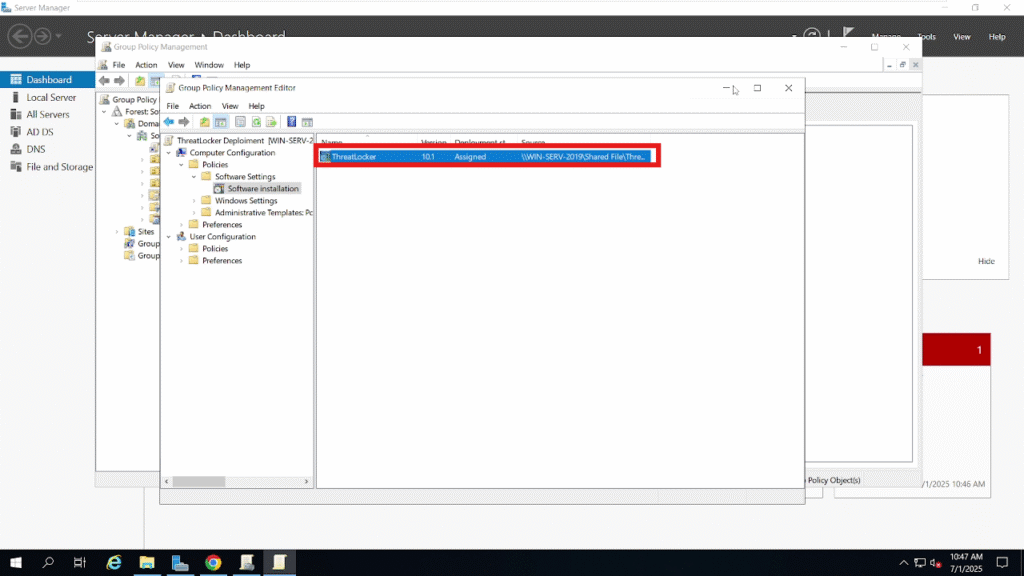 Server Manager
Server Manager • Dashboard
Manage Tools View Help
Group Policy Management
File Action View Window Help
Dashboard
Local Server
All Servers
AD DS
DNS
File and Storage
Group Policy
Forest: So
Doma
So
Sites
Group
Group
Group Policy Management Editor
File Action View Help
ThreatLocker Deploiment [WIN-SERV-2
Computer Configuration
Policies
Software Settings
Software installation
Windows Settings
Administrative Templates: Pc
Preferences
User Configuration
Policies
Preferences
Name Version Deployment st... Source
ThreatLocker 10.1 Assigned \\WIN-SERV-2019\Shared File\Thre...
Hide
1
Policy Object(s)
/1/2025 10:46 AM
10:47 AM
7/1/2025